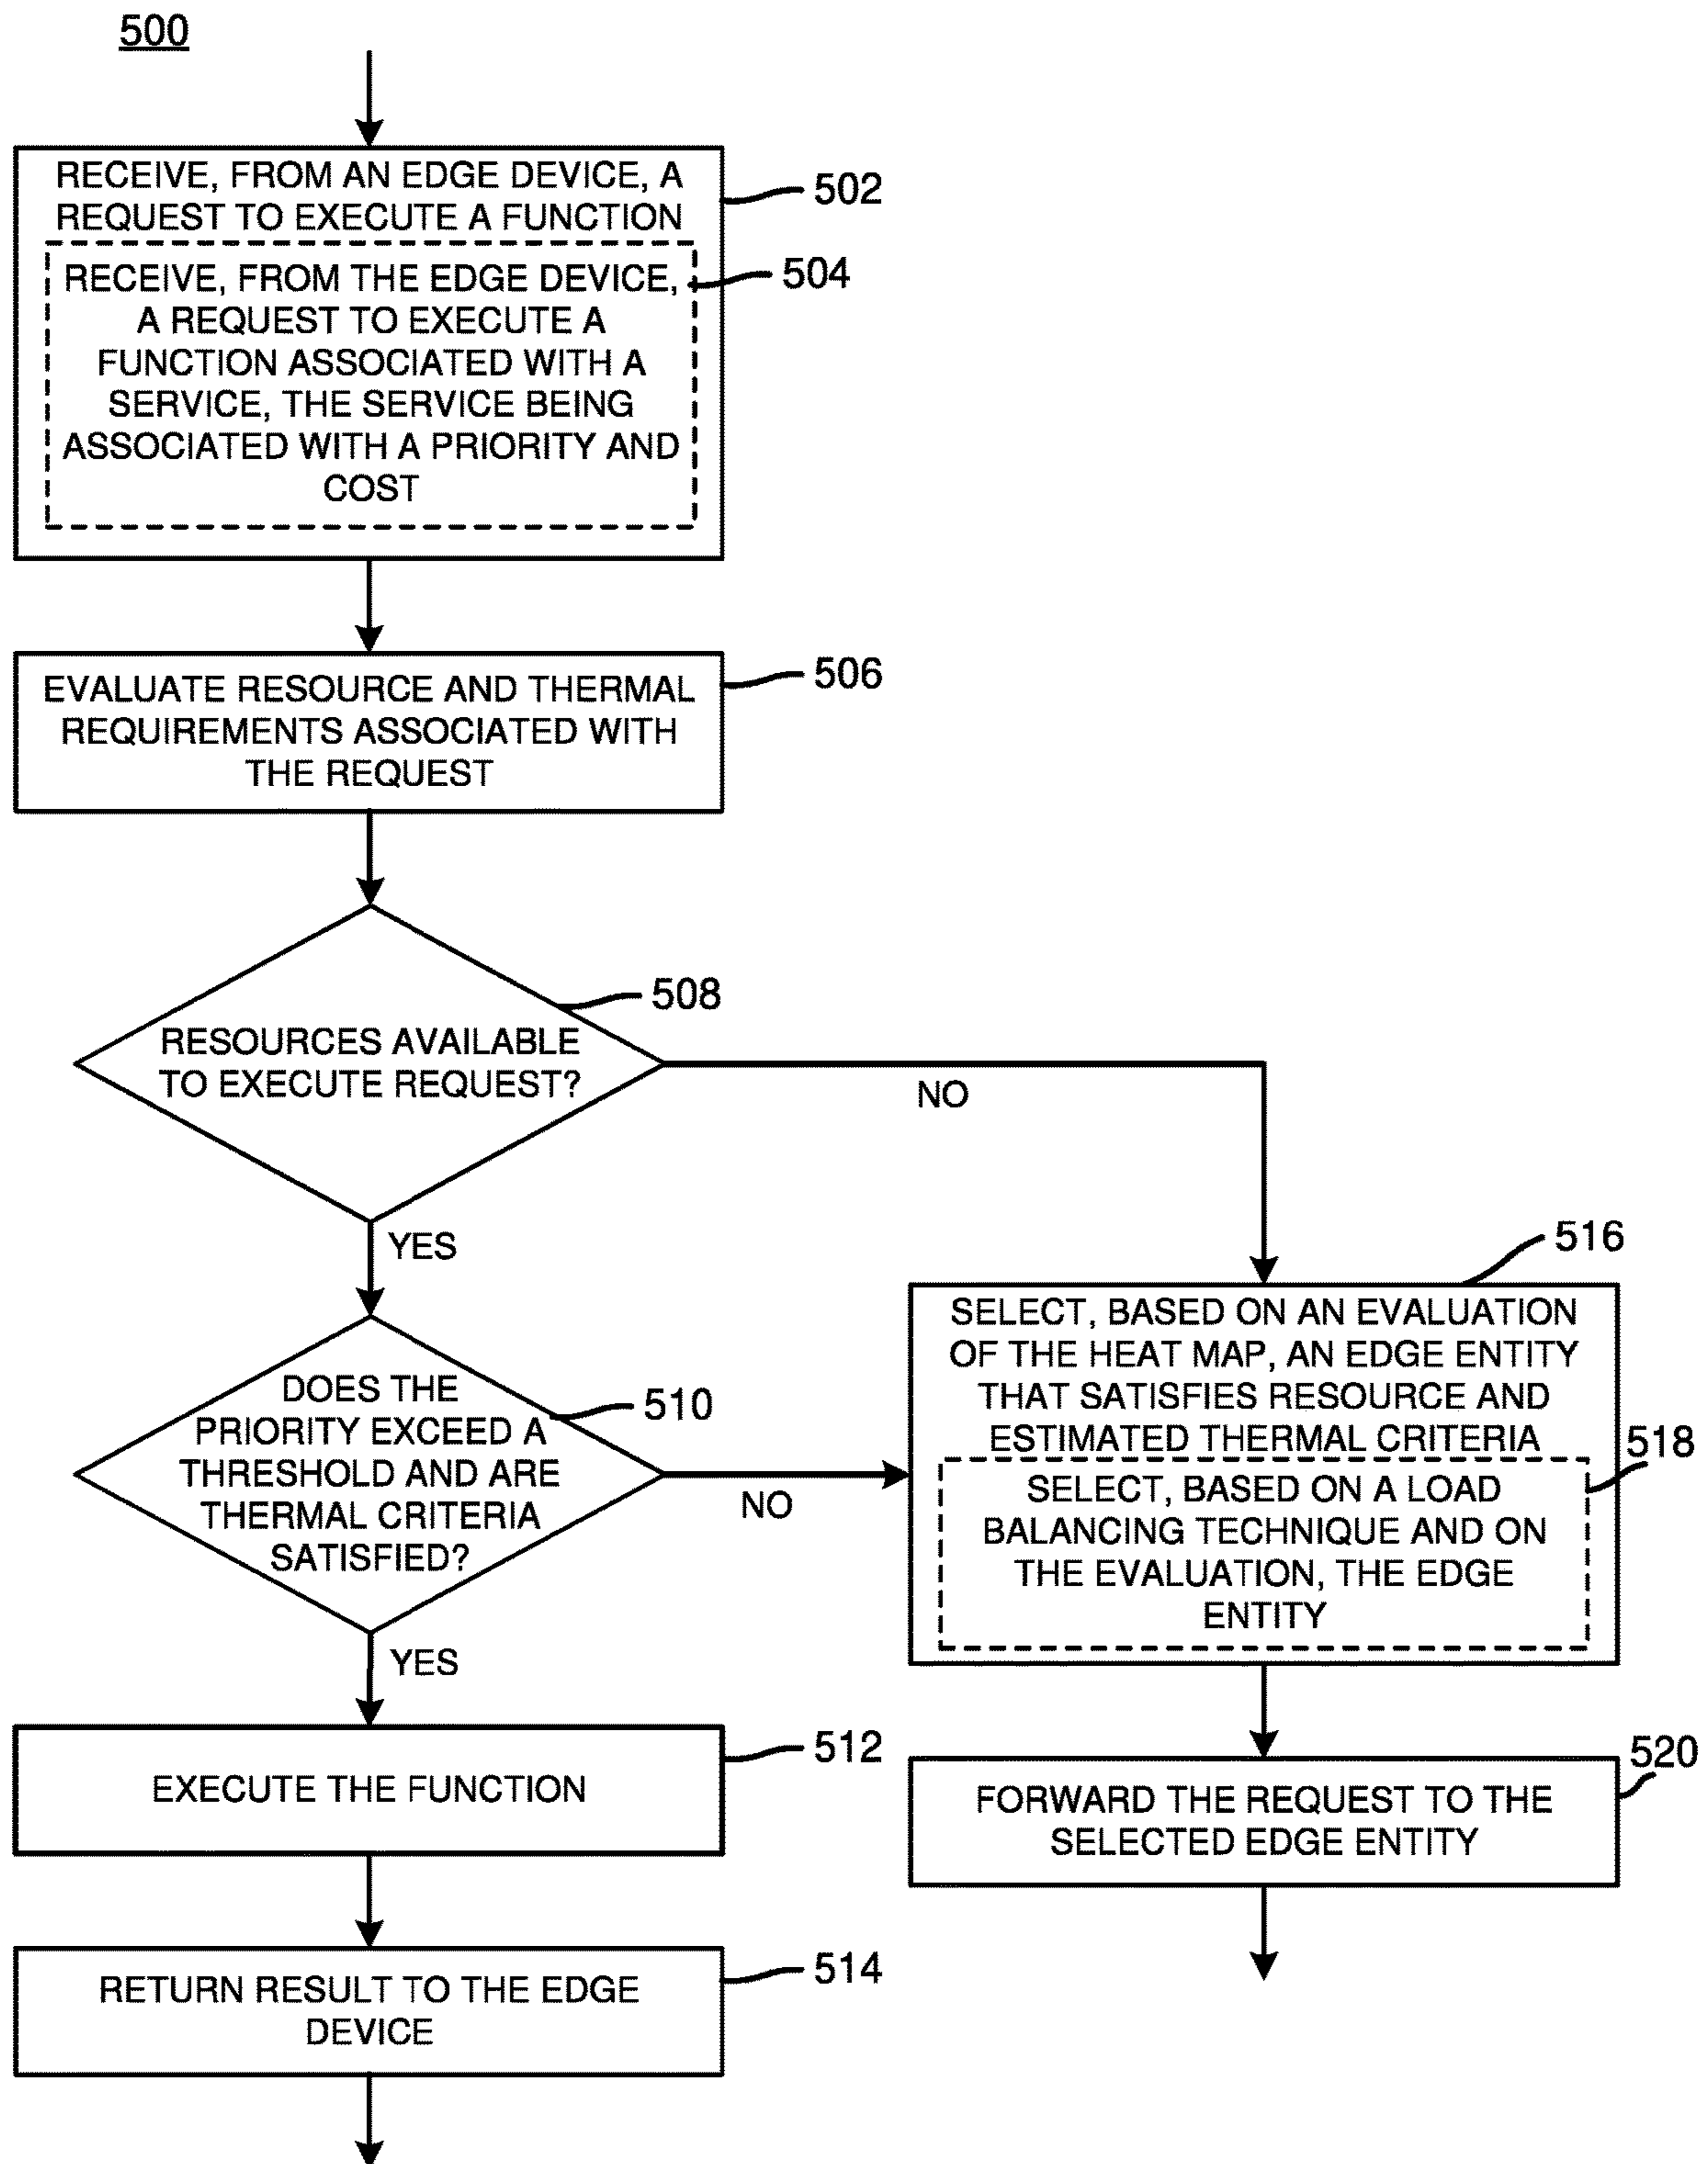 500
RECEIVE, FROM AN EDGE DEVICE, A
REQUEST TO EXECUTE A FUNCTION
502
RECEIVE, FROM THE EDGE DEVICE,
A REQUEST TO EXECUTE A
FUNCTION ASSOCIATED WITH A
SERVICE, THE SERVICE BEING
ASSOCIATED WITH A PRIORITY AND
COST
504
EVALUATE RESOURCE AND THERMAL
REQUIREMENTS ASSOCIATED WITH
THE REQUEST
506
RESOURCES AVAILABLE
TO EXECUTE REQUEST?
508
NO
YES
DOES THE
PRIORITY EXCEED A
THRESHOLD AND ARE
THERMAL CRITERIA
SATISFIED?
510
NO
YES
SELECT, BASED ON AN EVALUATION
OF THE HEAT MAP, AN EDGE ENTITY
THAT SATISFIES RESOURCE AND
ESTIMATED THERMAL CRITERIA
516
SELECT, BASED ON A LOAD
BALANCING TECHNIQUE AND ON
THE EVALUATION, THE EDGE
ENTITY
518
EXECUTE THE FUNCTION
512
FORWARD THE REQUEST TO THE
SELECTED EDGE ENTITY
520
RETURN RESULT TO THE EDGE
DEVICE
514